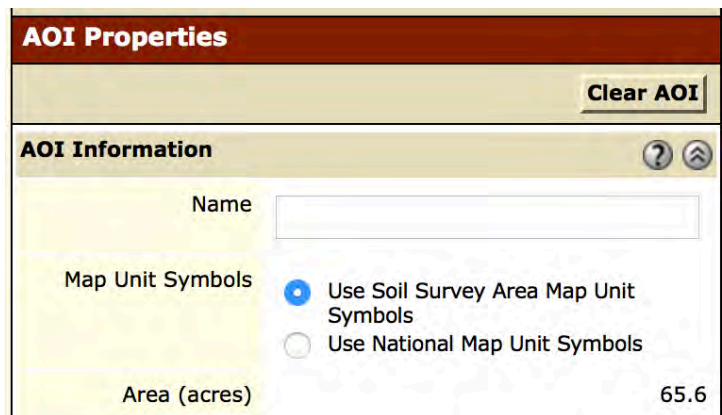 AOI Properties
Clear AOI
AOI Information
Name
Map Unit Symbols
Use Soil Survey Area Map Unit
Symbols
Use National Map Unit Symbols
Area (acres) 65.6